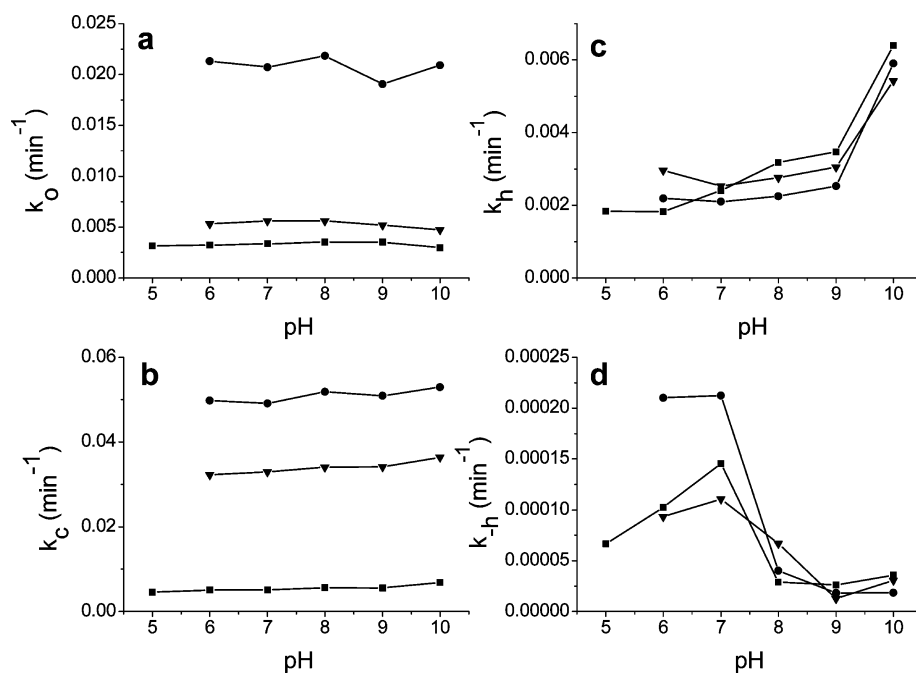 a
k_o (min⁻¹)
0.025
0.020
0.015
0.010
0.005
0.000
5 6 7 8 9 10
pH
c
k_h (min⁻¹)
0.006
0.004
0.002
0.000
5 6 7 8 9 10
pH
b
k_c (min⁻¹)
0.06
0.04
0.02
0.00
5 6 7 8 9 10
pH
d
k_-h (min⁻¹)
0.00025
0.00020
0.00015
0.00010
0.00005
0.00000
5 6 7 8 9 10
pH